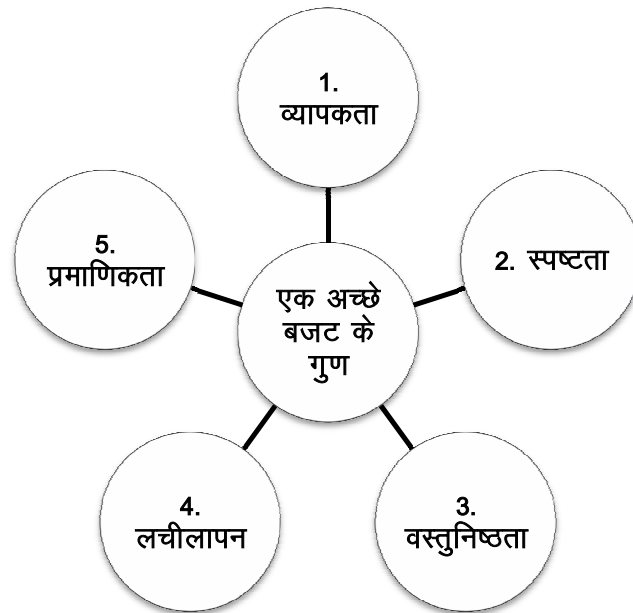 एक अच्छे
बजट के
गुण
1.
व्यापकता
2. स्पष्टता
3.
वस्तुनिष्ठता
4.
लचीलापन
5.
प्रमाणिकता